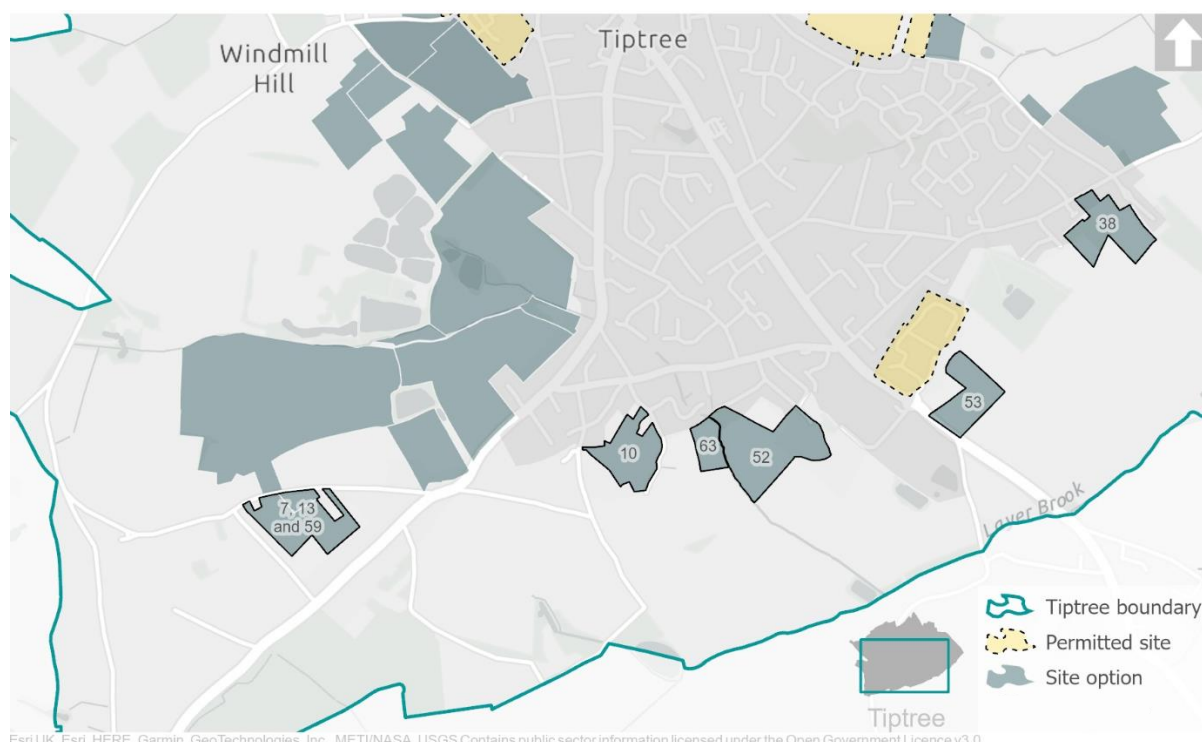 Windmill
Hill
Tiptree
38
53
10
63
52
7, 13
and 59
Layer Brook
Tiptree boundary
Permitted site
Site option
Tiptree
Esri UK, Esri, HERE, Garmin, GeoTechnologies, Inc., METI/NASA, USGS Contains public sector information licensed under the Open Government Licence v3.0